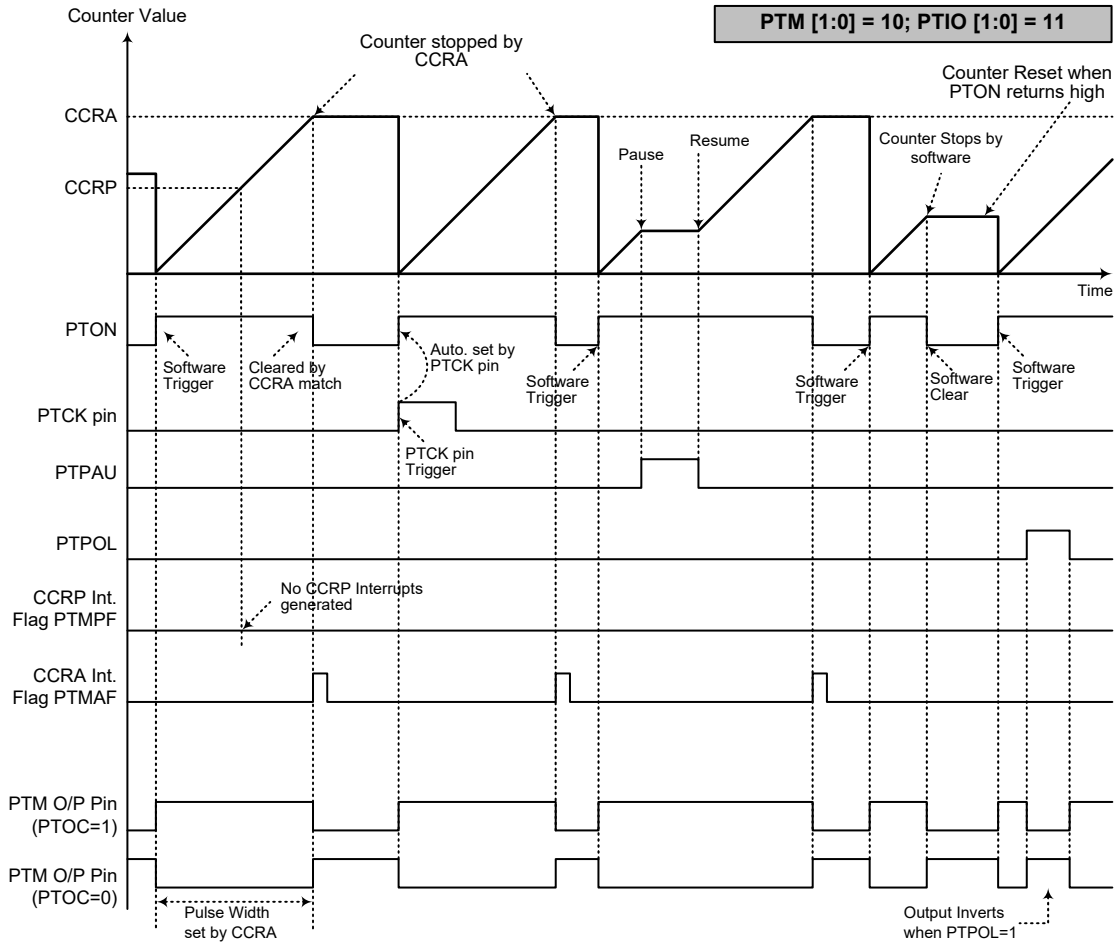 Counter Value
PTM [1:0] = 10; PTIO [1:0] = 11
Counter stopped by
CCRA
Counter Reset when
PTON returns high
CCRA
Pause
Resume
Counter Stops by
software
CCRP
Time
PTON
Software
Trigger
Cleared by
CCRA match
Auto. set by
PTCK pin
Software
Trigger
Software
Trigger
Software
Clear
Software
Trigger
PTCK pin
PTCK pin
Trigger
PTPAU
PTPOL
CCRP Int.
Flag PTMPF
No CCRP Interrupts
generated
CCRA Int.
Flag PTMAF
PTM O/P Pin
(PTOC=1)
PTM O/P Pin
(PTOC=0)
Pulse Width
set by CCRA
Output Inverts
when PTPOL=1